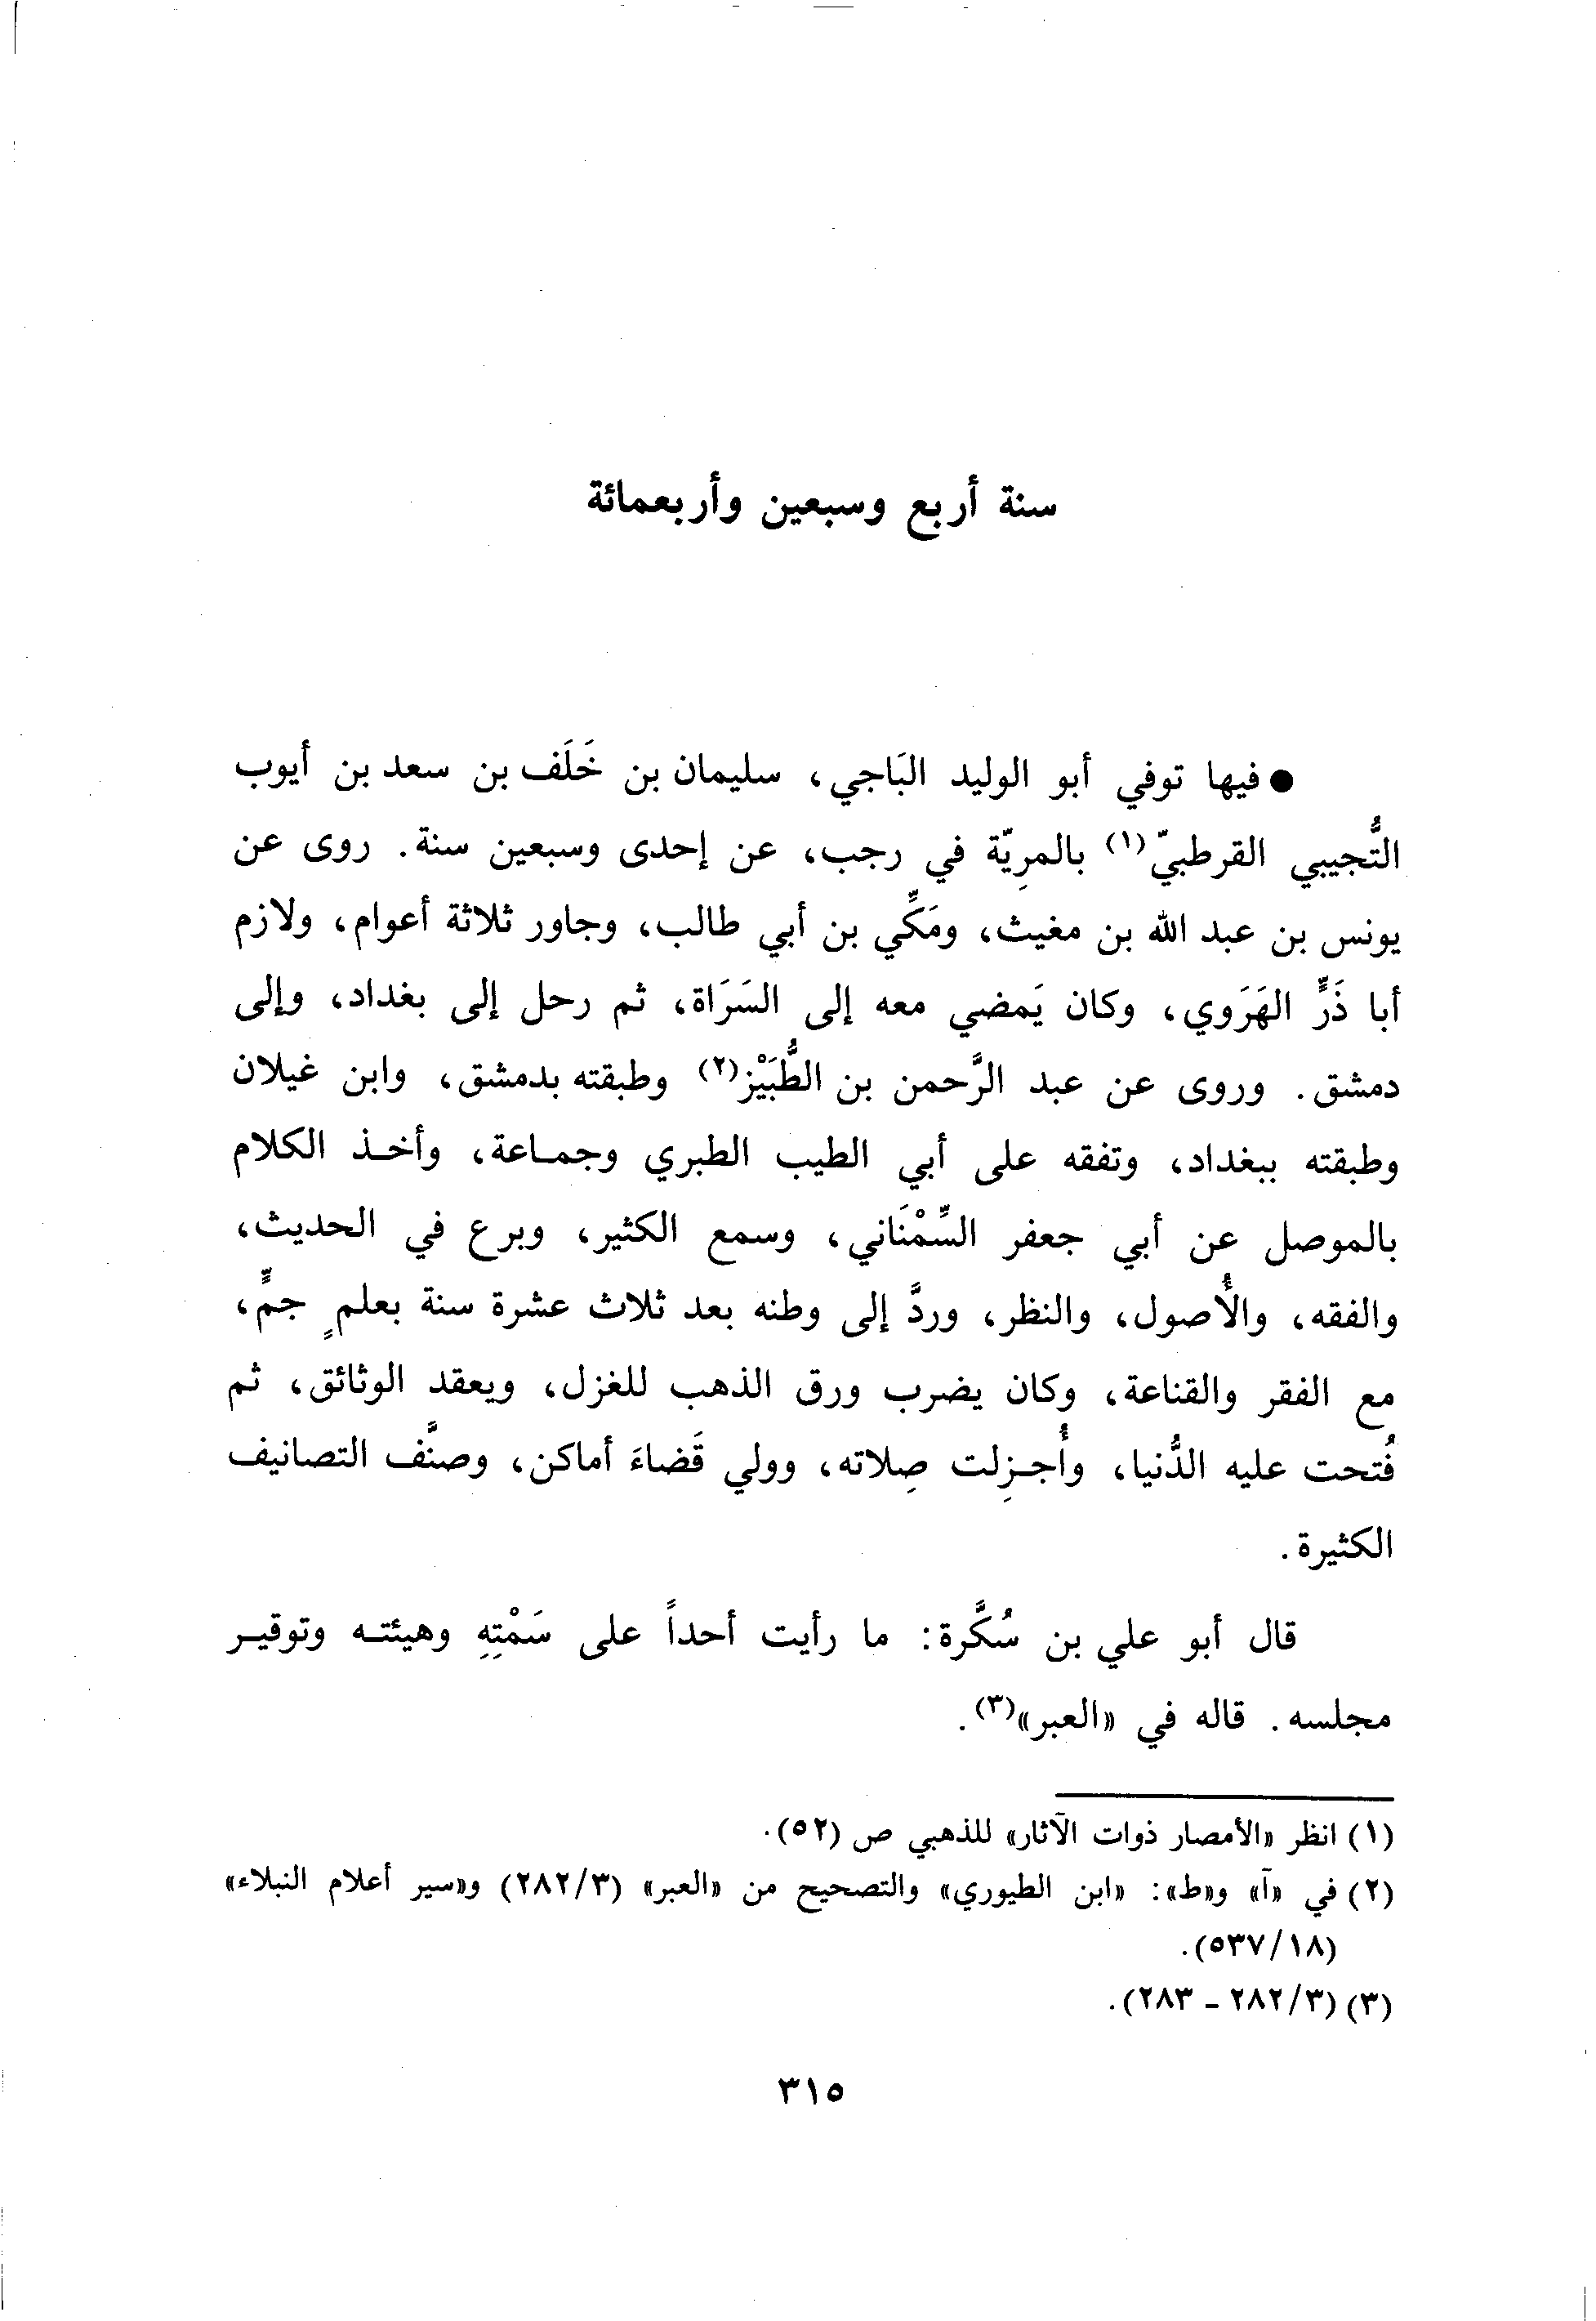 سنة أربع وسبعين وأربعمائة
● فيها توفي أبو الوليد البَاجي، سليمان بن خَلَف بن سعد بن أيوب
التُّجيبي القرطبيّ(١) بالمرِيّة في رجب، عن إحدى وسبعين سنة. روى عن
يونس بن عبد الله بن مغيث، ومَكِّي بن أبي طالب، وجاور ثلاثة أعوام، ولازم
أبا ذَرٍّ الهَرَوي، وكان يَمضي معه إلى السَرَاة، ثم رحل إلى بغداد، وإلى
دمشق. وروى عن عبد الرَّحمن بن الطُّبَيْز(٢) وطبقته بدمشق، وابن غيلان
وطبقته ببغداد، وتفقه على أبي الطيب الطبري وجماعة، وأخذ الكلام
بالموصل عن أبي جعفر السِّمْنَاني، وسمع الكثير، وبرع في الحديث،
والفقه، والأُصول، والنظر، وردَّ إلى وطنه بعد ثلاث عشرة سنة بعلمٍ جمٍّ،
مع الفقر والقناعة، وكان يضرب ورق الذهب للغزل، ويعقد الوثائق، ثم
فُتحت عليه الدُّنيا، وأُجزِلت صِلاته، وولي قَضاءَ أماكن، وصنَّف التصانيف
الكثيرة.
قال أبو علي بن سُكَّرة: ما رأيت أحداً على سَمْتِهِ وهيئته وتوقير
مجلسه. قاله في «العبر»(٣).
(١) انظر «الأمصار ذوات الآثار» للذهبي ص (٥٢).
(٢) في «آ» و«ط»: «ابن الطيوري» والتصحيح من «العبر» (٢٨٢/٣) و«سير أعلام النبلاء»
(٥٣٧/١٨).
(٣) (٢٨٢/٣ - ٢٨٣).
٣١٥